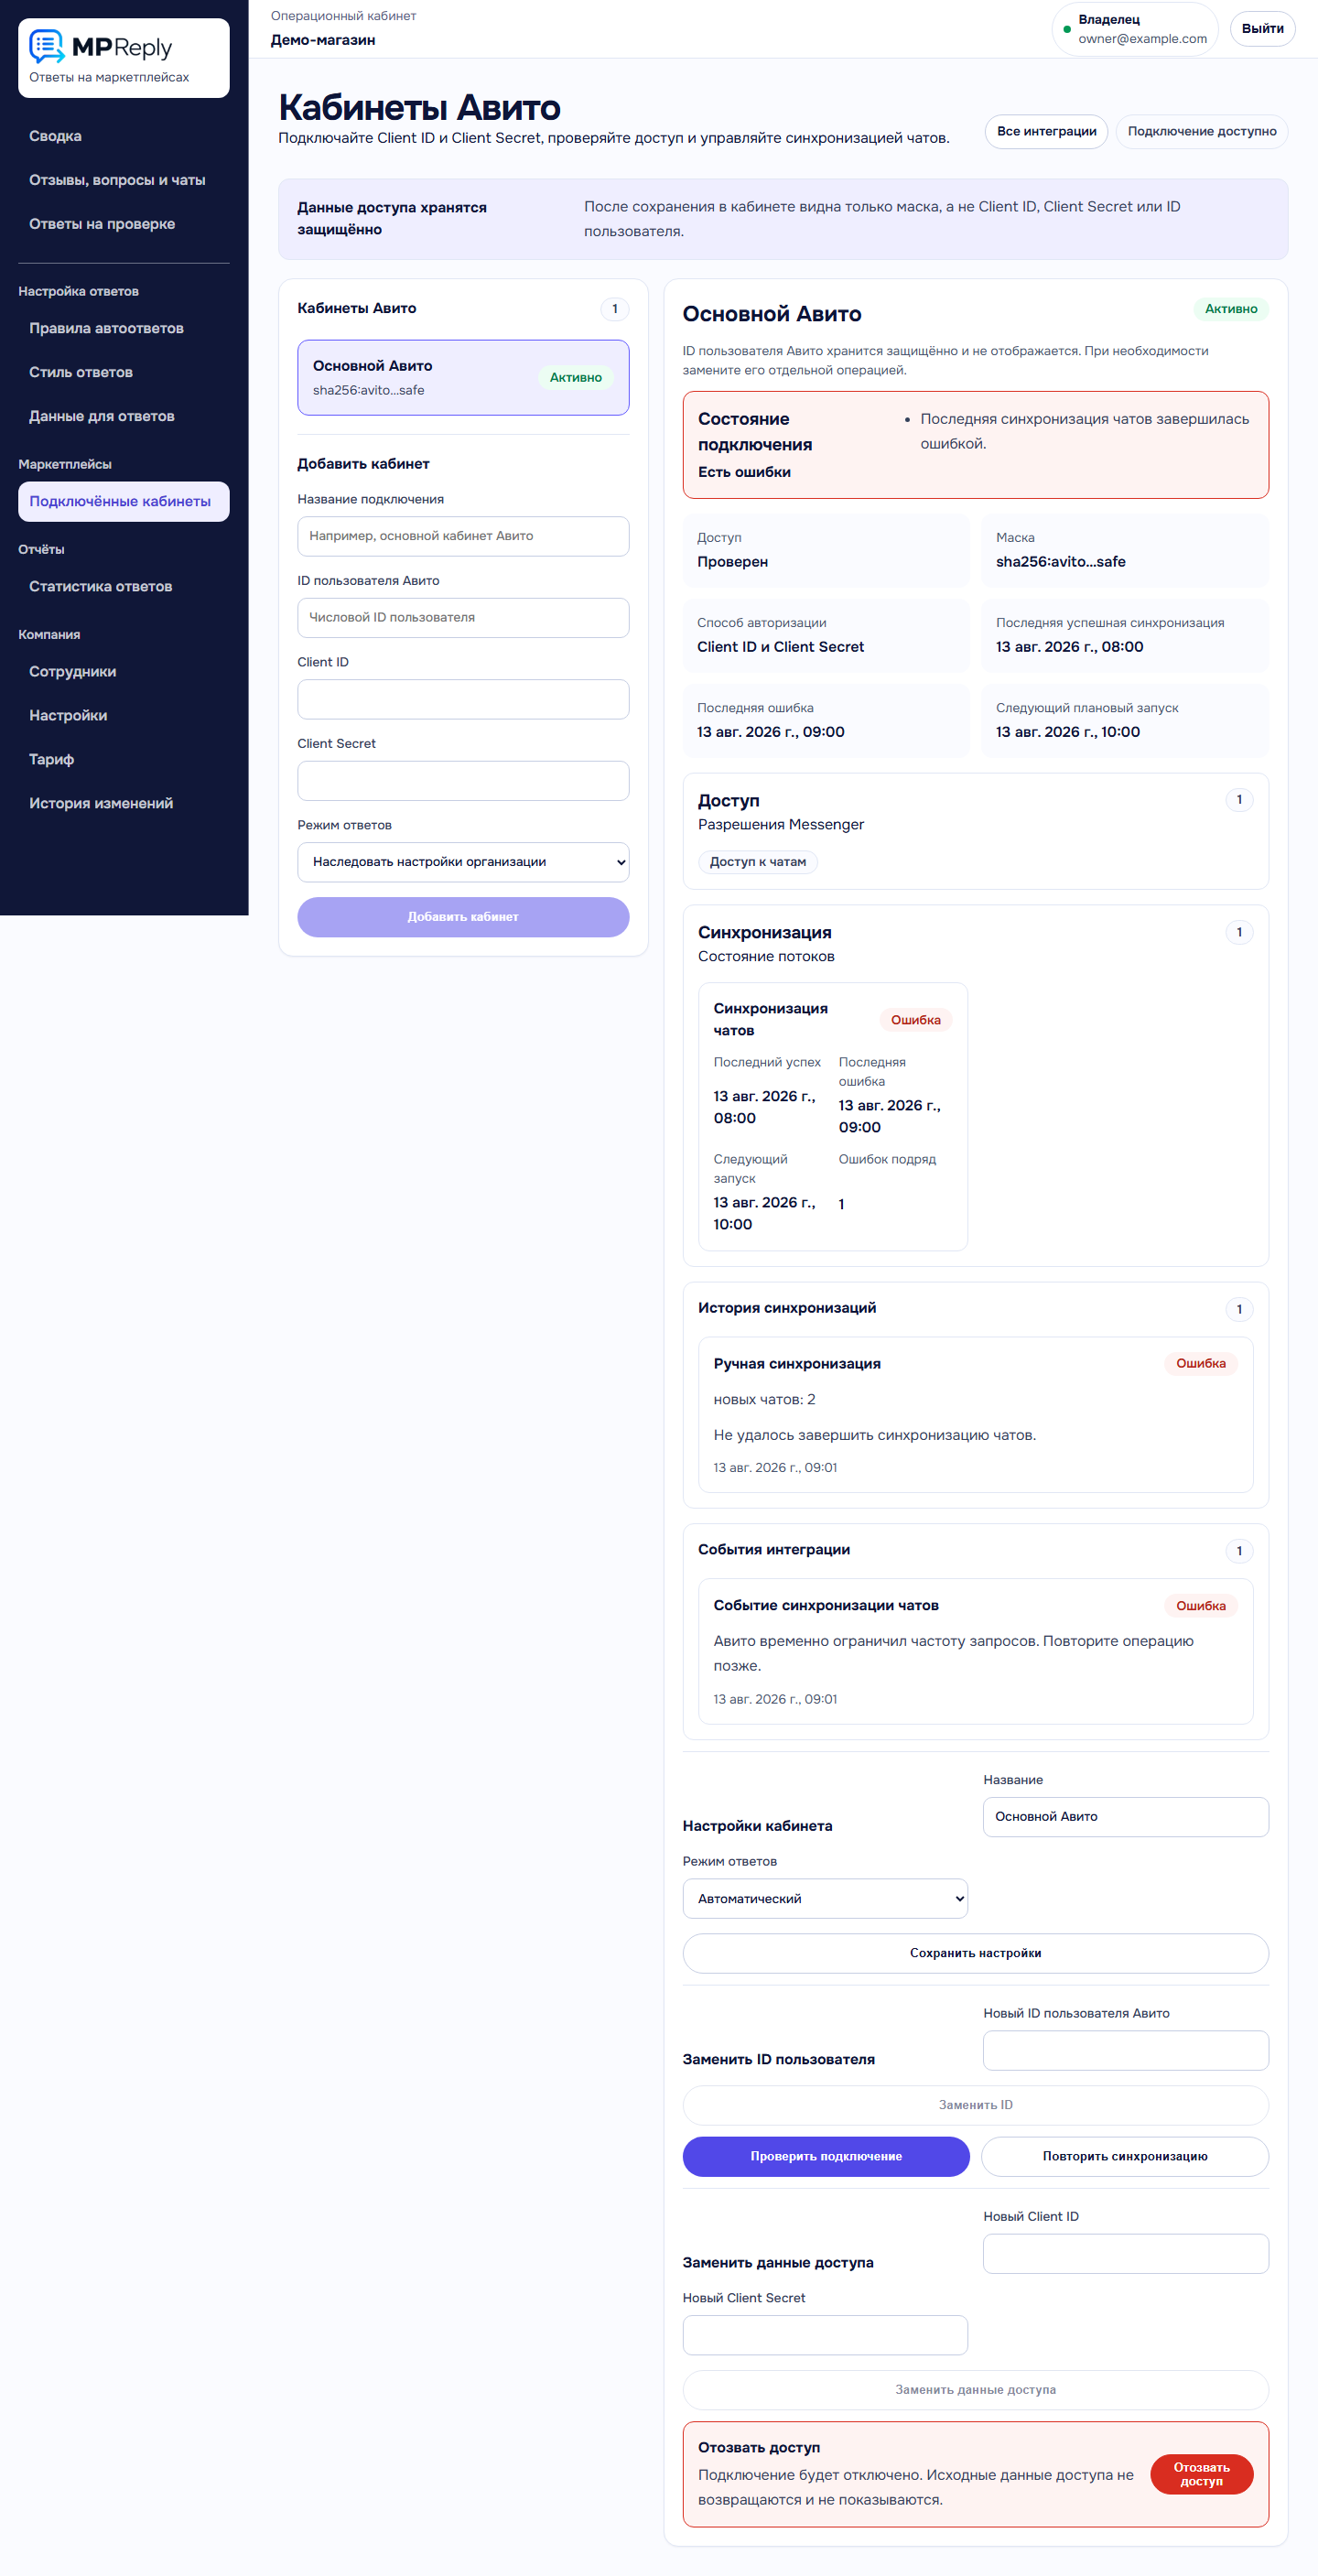 MPReply
Ответы на маркетплейсах
Сводка
Отзывы, вопросы и чаты
Ответы на проверке
Настройка ответов
Правила автоответов
Стиль ответов
Данные для ответов
Маркетплейсы
Подключённые кабинеты
Отчёты
Статистика ответов
Компания
Сотрудники
Настройки
Тариф
История изменений
Операционный кабинет
Демо-магазин
Владелец
owner@example.com
Выйти
Кабинеты Авито
Подключайте Client ID и Client Secret, проверяйте доступ и управляйте синхронизацией чатов.
Все интеграции
Подключение доступно
Данные доступа хранятся
защищённо
После сохранения в кабинете видна только маска, а не Client ID, Client Secret или ID
пользователя.
Кабинеты Авито
1
Основной Авито
sha256:avito...safe
Активно
Добавить кабинет
Название подключения
Например, основной кабинет Авито
ID пользователя Авито
Числовой ID пользователя
Client ID
Client Secret
Режим ответов
Наследовать настройки организации
Добавить кабинет
Основной Авито
Активно
ID пользователя Авито хранится защищённо и не отображается. При необходимости
замените его отдельной операцией.
Состояние
подключения
Есть ошибки
• Последняя синхронизация чатов завершилась
ошибкой.
Доступ
Проверен
Маска
sha256:avito...safe
Способ авторизации
Client ID и Client Secret
Последняя успешная синхронизация
13 авг. 2026 г., 08:00
Последняя ошибка
13 авг. 2026 г., 09:00
Следующий плановый запуск
13 авг. 2026 г., 10:00
Доступ
1
Разрешения Messenger
Доступ к чатам
Синхронизация
1
Состояние потоков
Синхронизация
чатов
Ошибка
Последний успех
13 авг. 2026 г.,
08:00
Последняя
ошибка
13 авг. 2026 г.,
09:00
Следующий
запуск
13 авг. 2026 г.,
10:00
Ошибок подряд
1
История синхронизаций
1
Ручная синхронизация
Ошибка
новых чатов: 2
Не удалось завершить синхронизацию чатов.
13 авг. 2026 г., 09:01
События интеграции
1
Событие синхронизации чатов
Ошибка
Авито временно ограничил частоту запросов. Повторите операцию
позже.
13 авг. 2026 г., 09:01
Настройки кабинета
Название
Основной Авито
Режим ответов
Автоматический
Сохранить настройки
Заменить ID пользователя
Новый ID пользователя Авито
Заменить ID
Проверить подключение
Повторить синхронизацию
Заменить данные доступа
Новый Client ID
Новый Client Secret
Заменить данные доступа
Отозвать доступ
Подключение будет отключено. Исходные данные доступа не
возвращаются и не показываются.
Отозвать
доступ